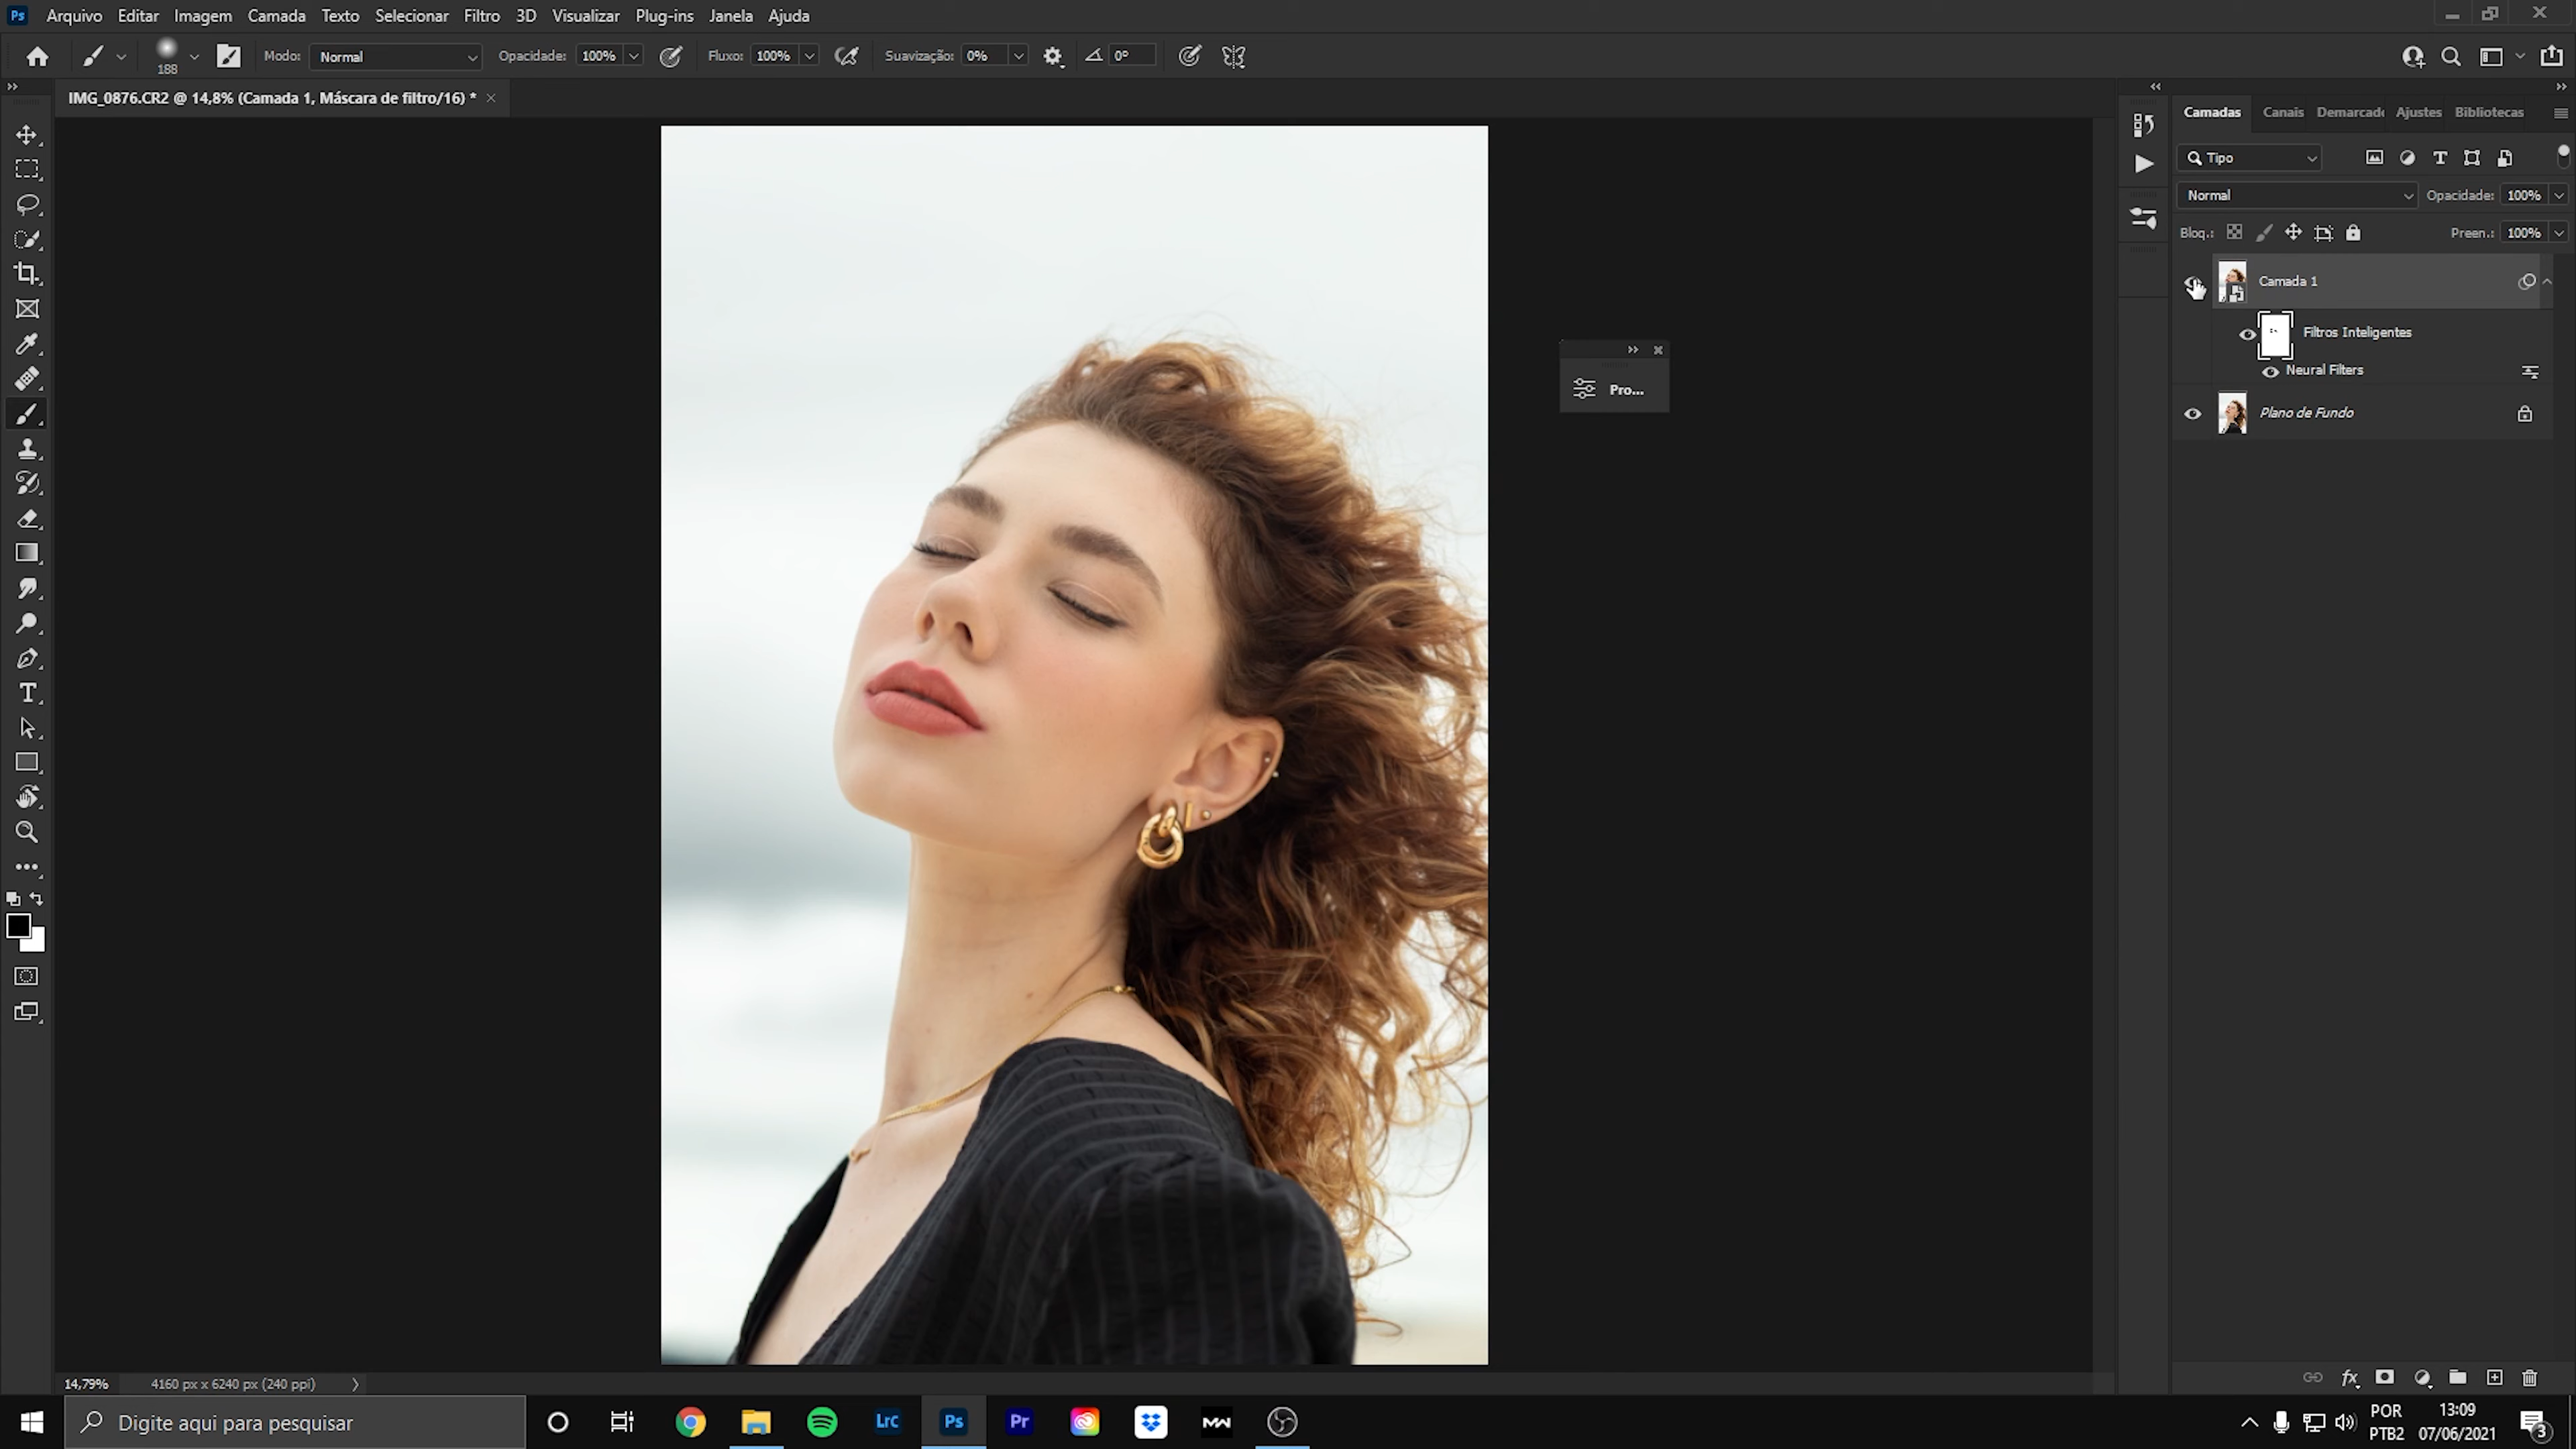 Ps Arquivo Editar Imagem Camada Texto Selecionar Filtro 3D Visualizar Plug-ins Janela Ajuda
188 Modo: Normal Opacidade: 100% Fluxo: 100% Suavização: 0% 0°
IMG_0876.CR2 @ 14,8% (Camada 1, Máscara de filtro/16) *
Camadas Canais Demarcado Ajustes Bibliotecas
Tipo
Normal Opacidade: 100%
Bloq.: Preen.: 100%
Camada 1
Filtros Inteligentes
Neural Filters
Plano de Fundo
Pro...
14,79% 4160 px x 6240 px (240 ppi)
fx
Digite aqui para pesquisar
LrC Ps Pr
POR
PTB2
13:09
07/06/2021
3